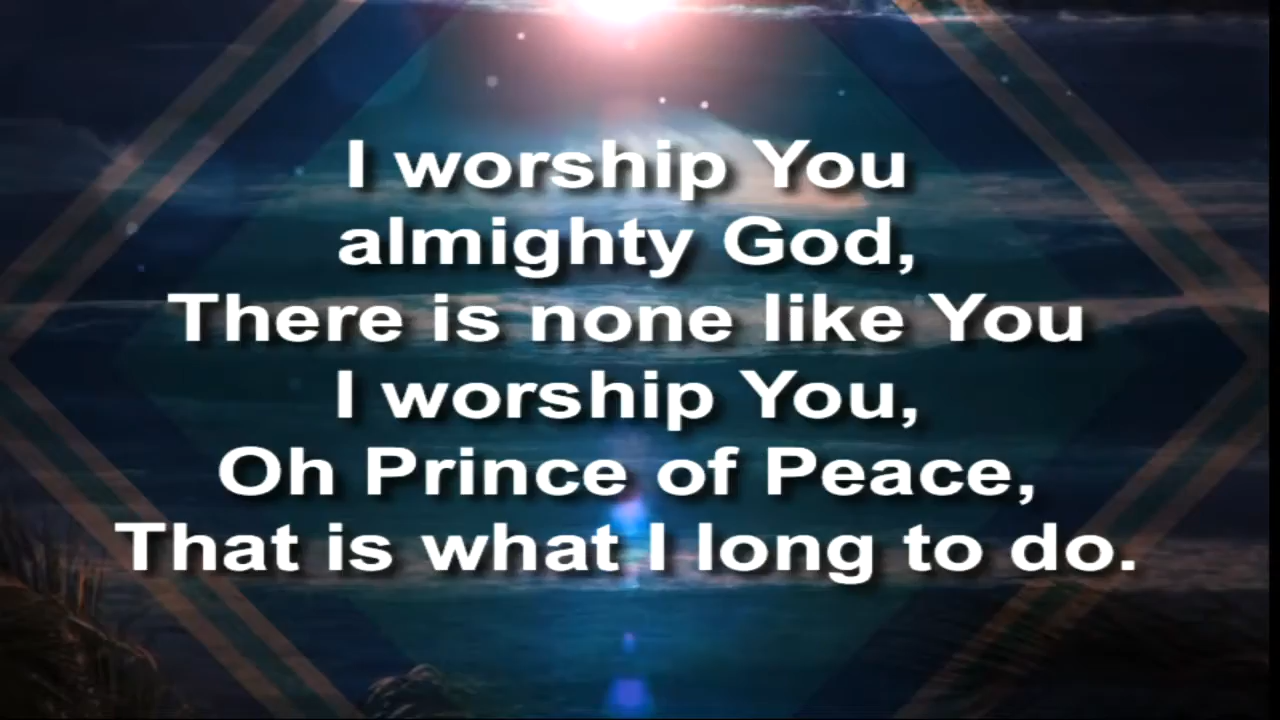 I worship You
almighty God,
There is none like You
I worship You,
Oh Prince of Peace,
That is what I long to do.